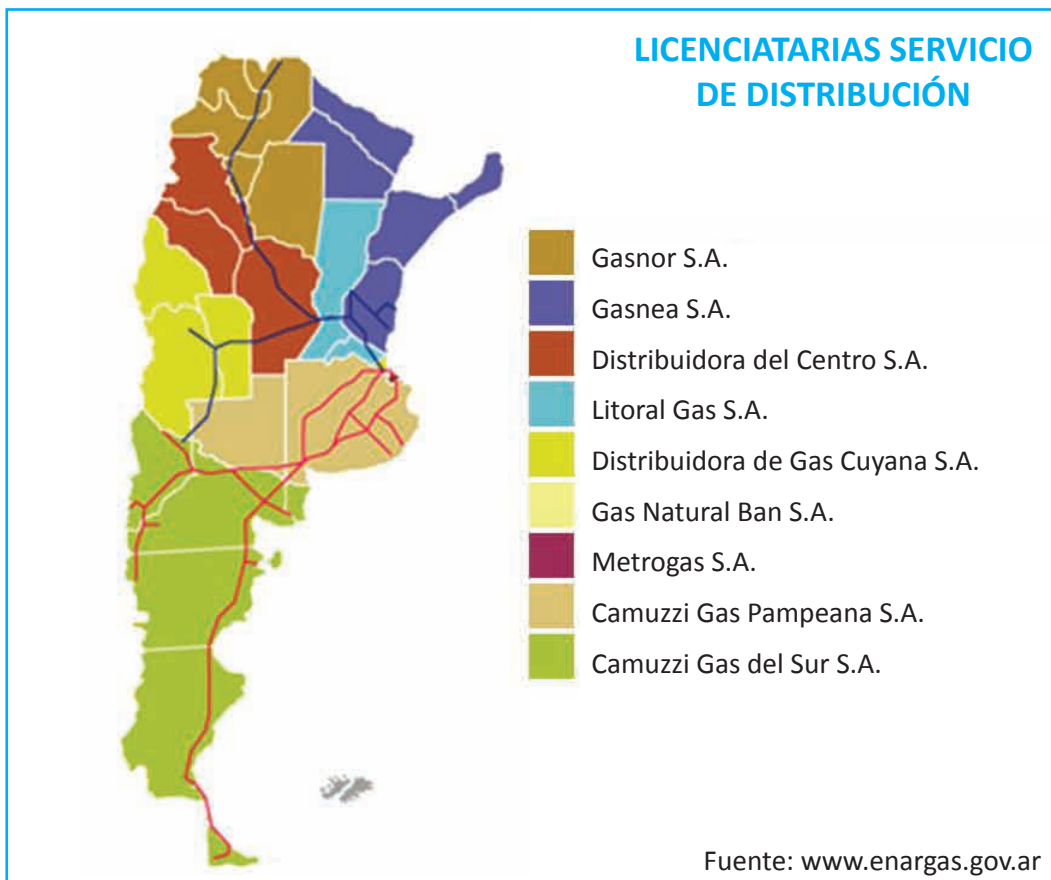 LICENCIATARIAS SERVICIO
DE DISTRIBUCIÓN
Gasnor S.A.
Gasnea S.A.
Distribuidora del Centro S.A.
Litoral Gas S.A.
Distribuidora de Gas Cuyana S.A.
Gas Natural Ban S.A.
Metrogas S.A.
Camuzzi Gas Pampeana S.A.
Camuzzi Gas del Sur S.A.
Fuente: www.enargas.gov.ar